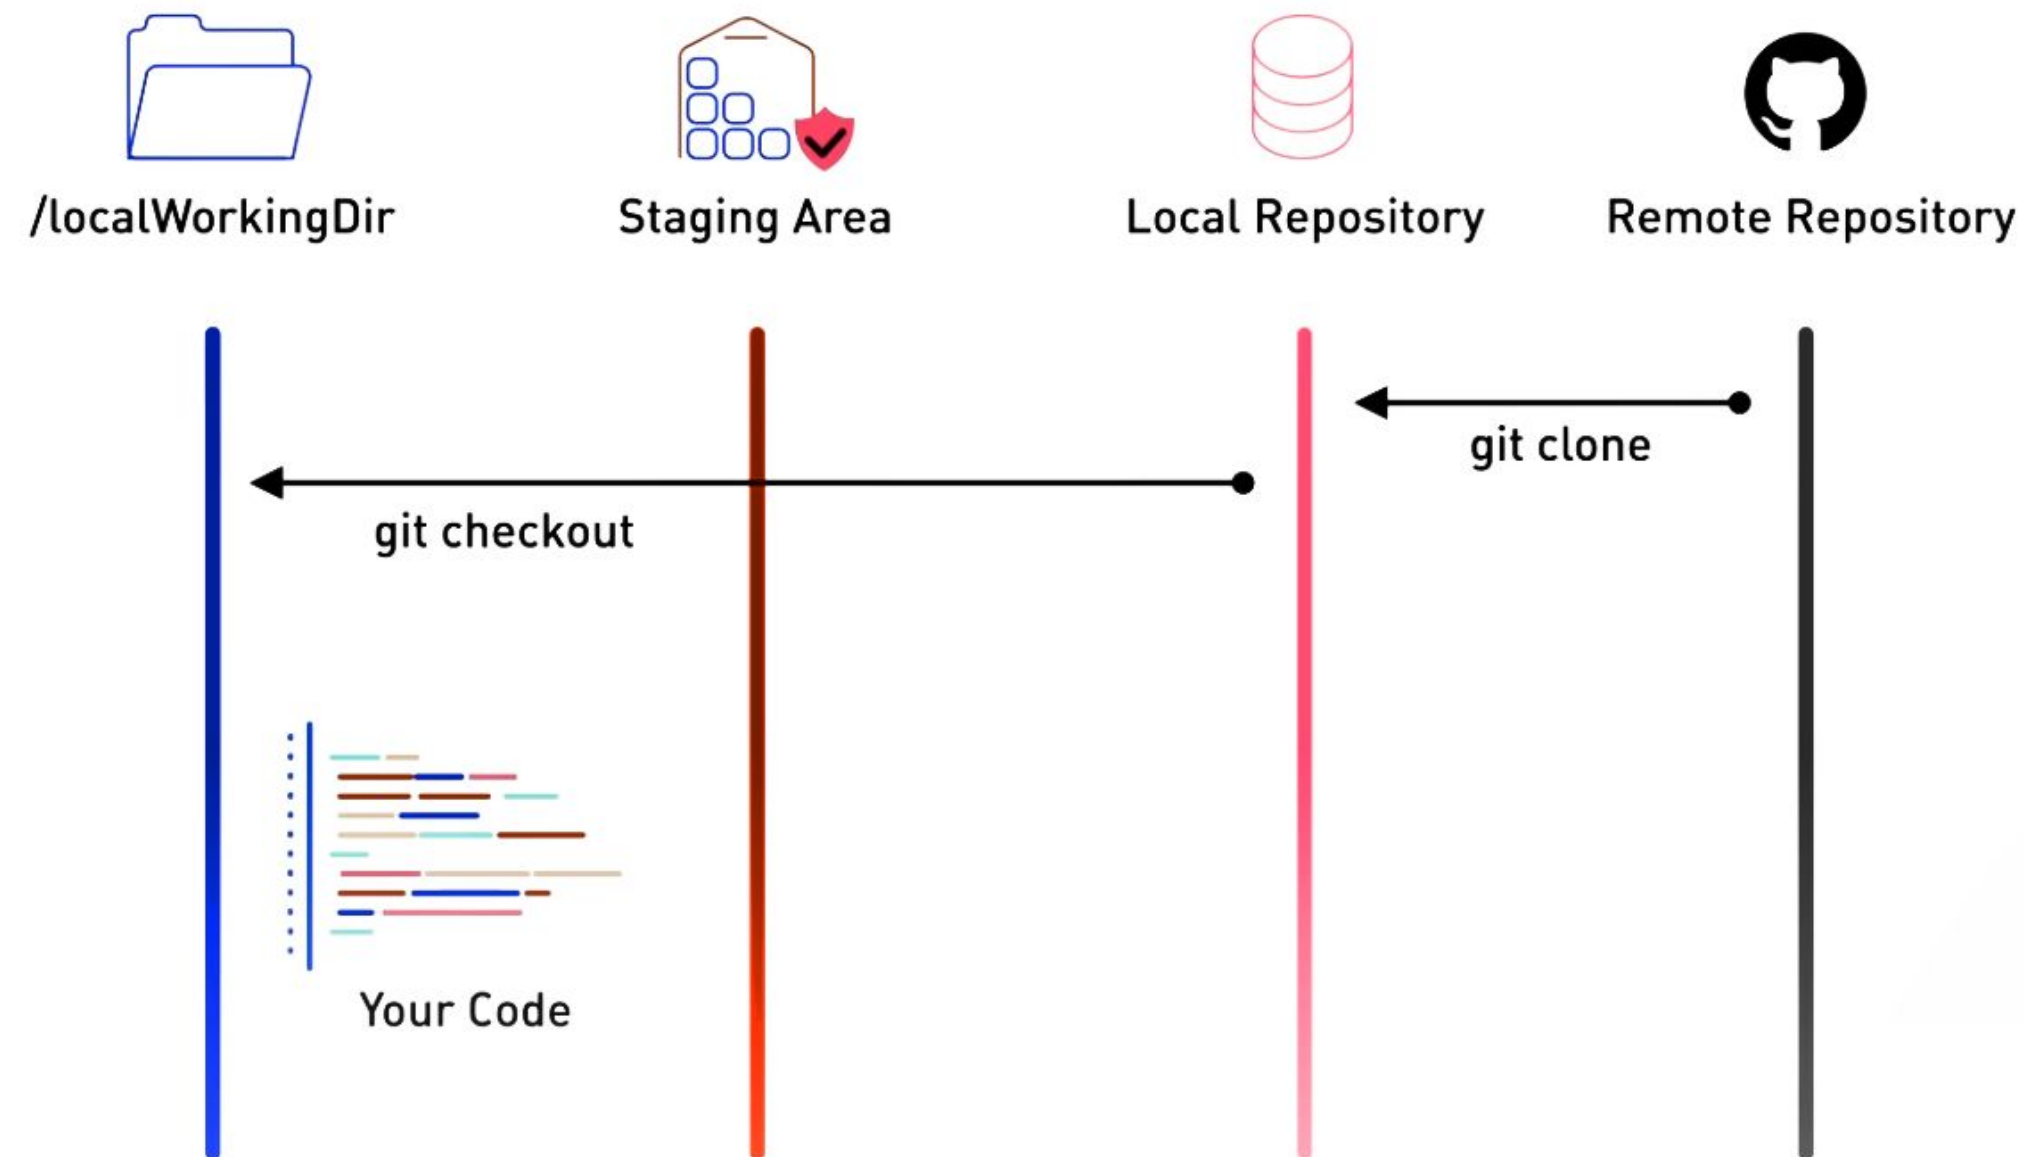 /localWorkingDir
Staging Area
Local Repository
Remote Repository
git clone
git checkout
Your Code